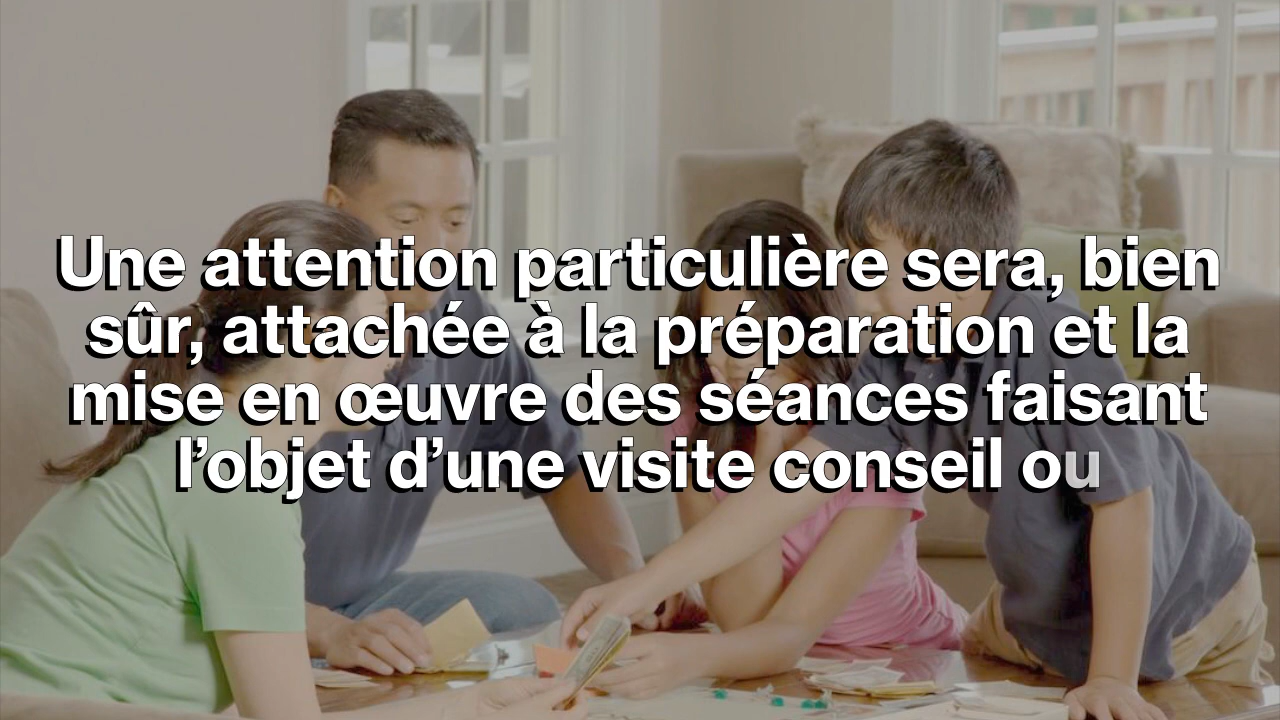 Une attention particulière sera, bien
sûr, attachée à la préparation et la
mise en œuvre des séances faisant
l’objet d’une visite conseil ou